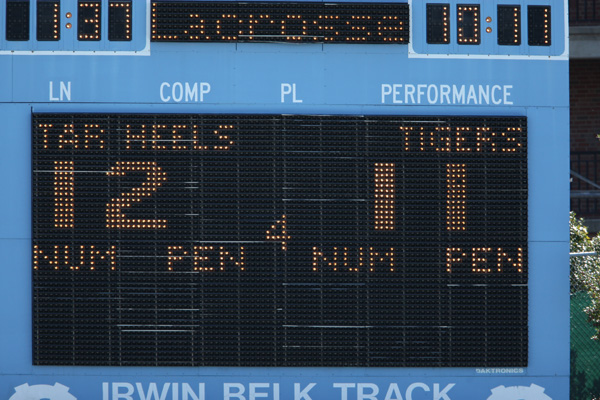 1:37 Lacrosse 10:11
LN COMP PL PERFORMANCE
TAR HEELS TIGERS
12 11
4
NUM PEN NUM PEN
DAKTRONICS
IRWIN BELK TRACK